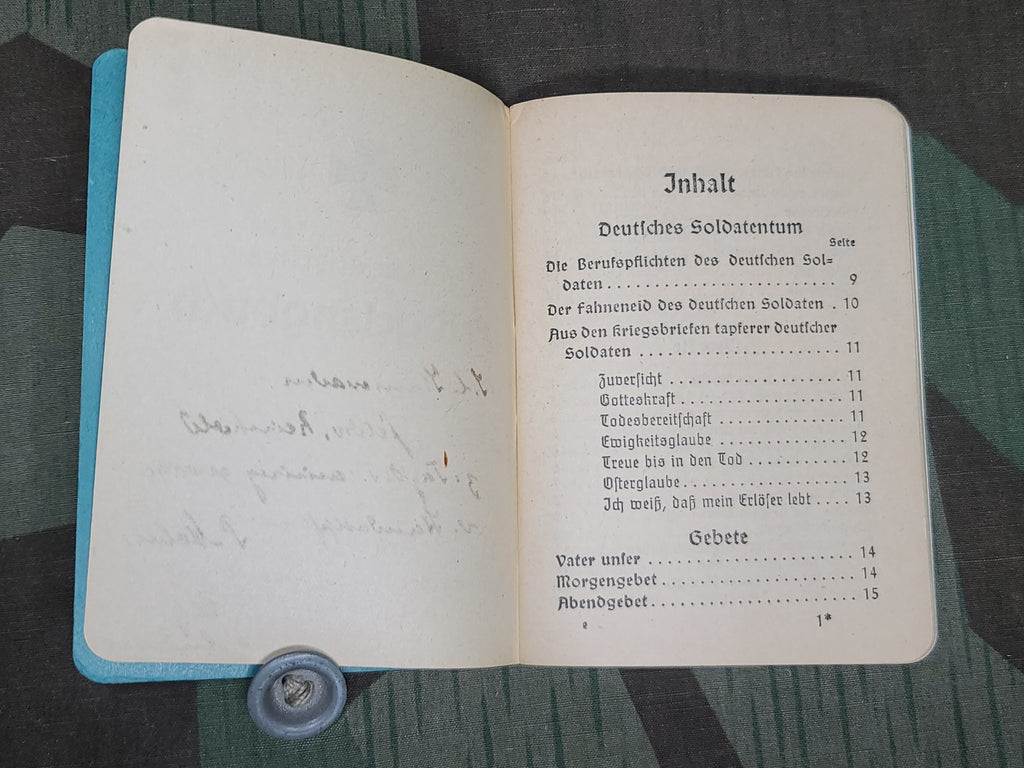 Inhalt
Deutsches Soldatentum
Seite
Die Berufspflichten des deutschen Sol=
daten . . . . . . . . . . . . . . . . . . . . . . . . . 9
Der Fahneneid des deutschen Soldaten . 10
Aus den Kriegsbriefen tapferer deutscher
Soldaten . . . . . . . . . . . . . . . . . . . . . 11
Zuversicht . . . . . . . . . . . . . . . . . . 11
Gotteskraft . . . . . . . . . . . . . . . . . 11
Todesbereitschaft . . . . . . . . . . . . . 11
Ewigkeitsglaube . . . . . . . . . . . . . 12
Treue bis in den Tod . . . . . . . . . . 12
Osterglaube . . . . . . . . . . . . . . . . . 13
Ich weiß, daß mein Erlöser lebt . . . . 13
Gebete
Vater unser . . . . . . . . . . . . . . . . . . . . 14
Morgengebet . . . . . . . . . . . . . . . . . . 14
Abendgebet . . . . . . . . . . . . . . . . . . . 15
e 1*